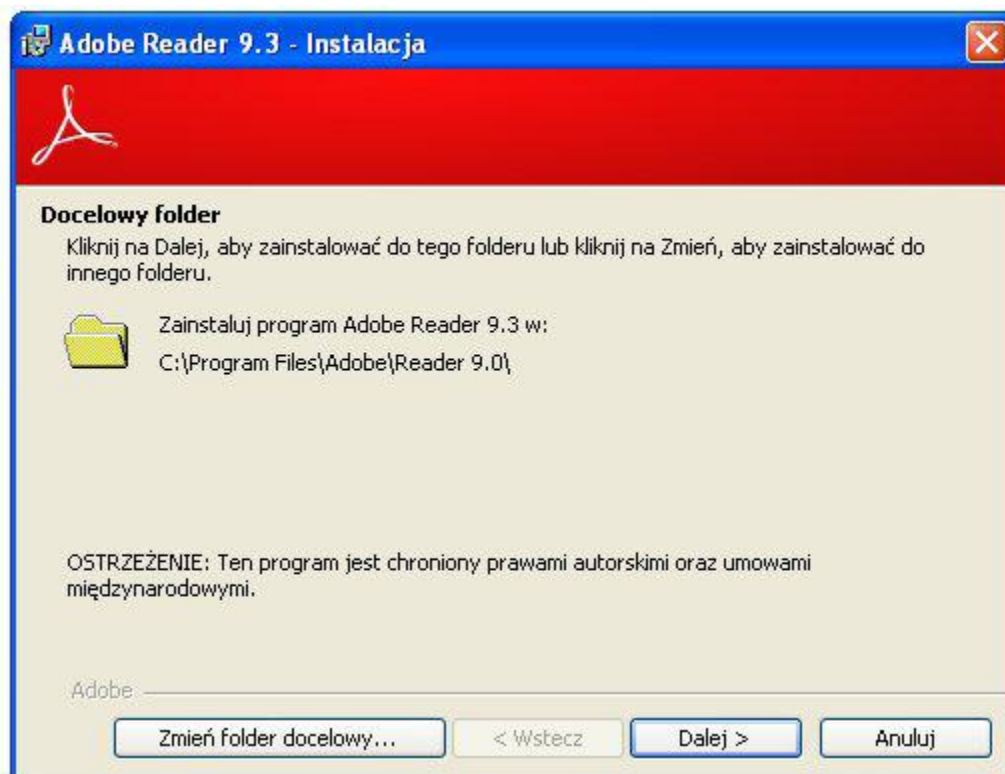 Adobe Reader 9.3 - Instalacja
Docelowy folder
Kliknij na Dalej, aby zainstalować do tego folderu lub kliknij na Zmień, aby zainstalować do
innego folderu.
Zainstaluj program Adobe Reader 9.3 w:
C:\Program Files\Adobe\Reader 9.0\
OSTRZEŻENIE: Ten program jest chroniony prawami autorskimi oraz umowami
międzynarodowymi.
Adobe
Zmień folder docelowy... < Wstecz Dalej > Anuluj